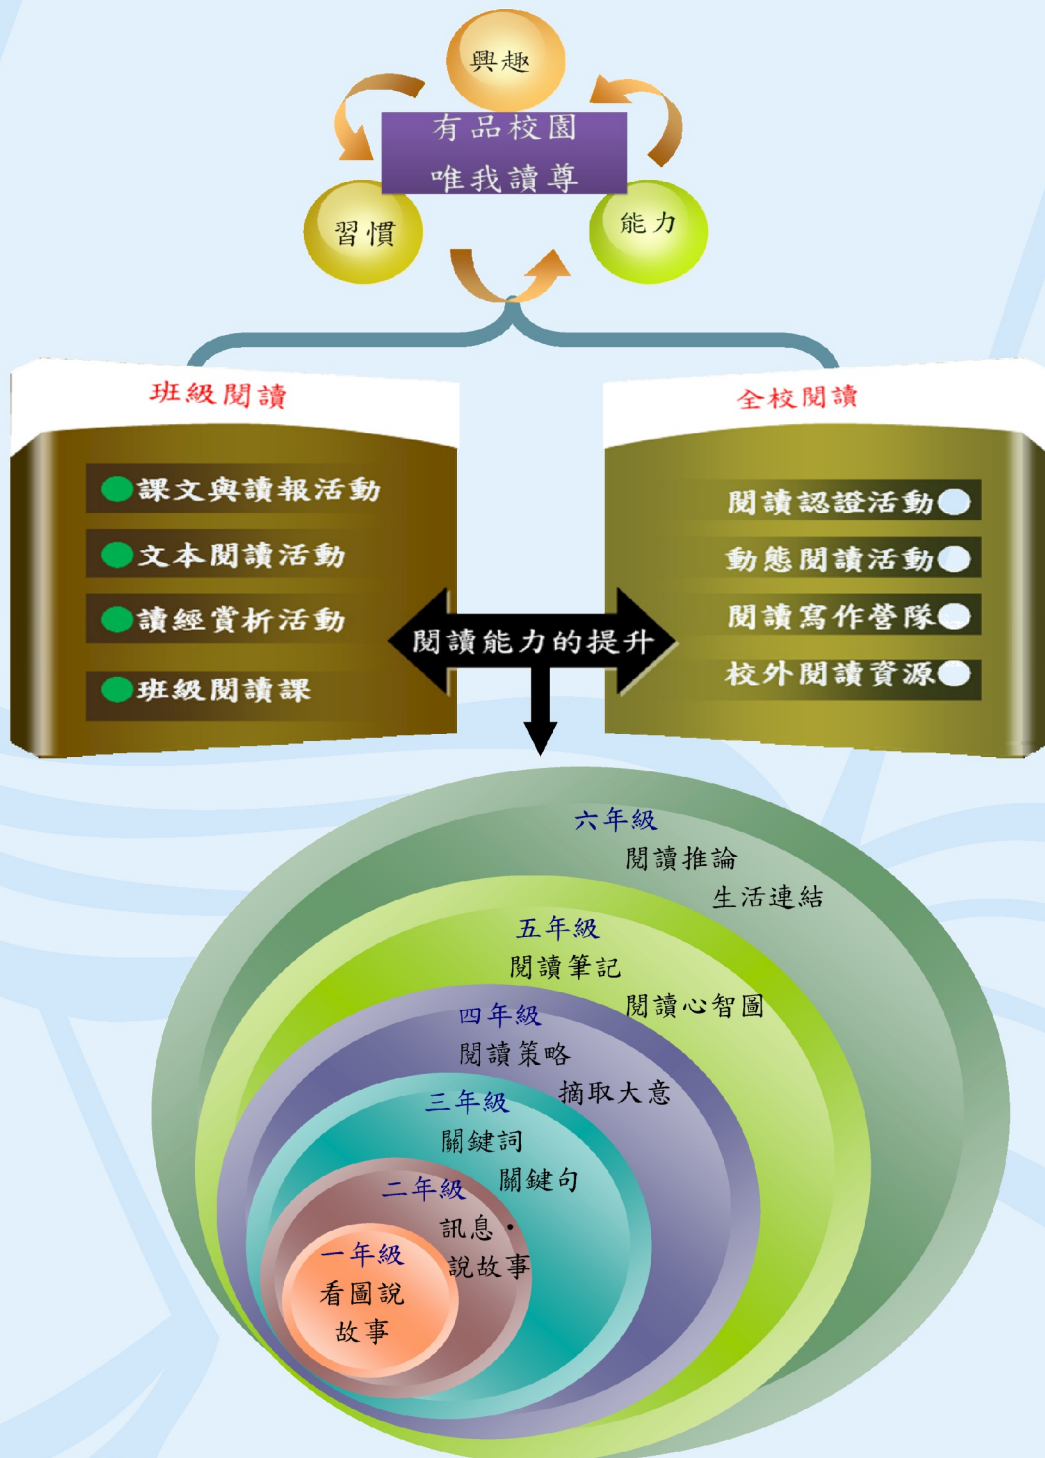 興趣
有品校園
唯我讀尊
習慣
能力
班級閱讀
課文與讀報活動
文本閱讀活動
讀經賞析活動
班級閱讀課
全校閱讀
閱讀認證活動
動態閱讀活動
閱讀寫作營隊
校外閱讀資源
閱讀能力的提升
六年級
閱讀推論
生活連結
五年級
閱讀筆記
閱讀心智圖
四年級
閱讀策略
摘取大意
三年級
關鍵詞
關鍵句
二年級
訊息・
說故事
一年級
看圖說
故事